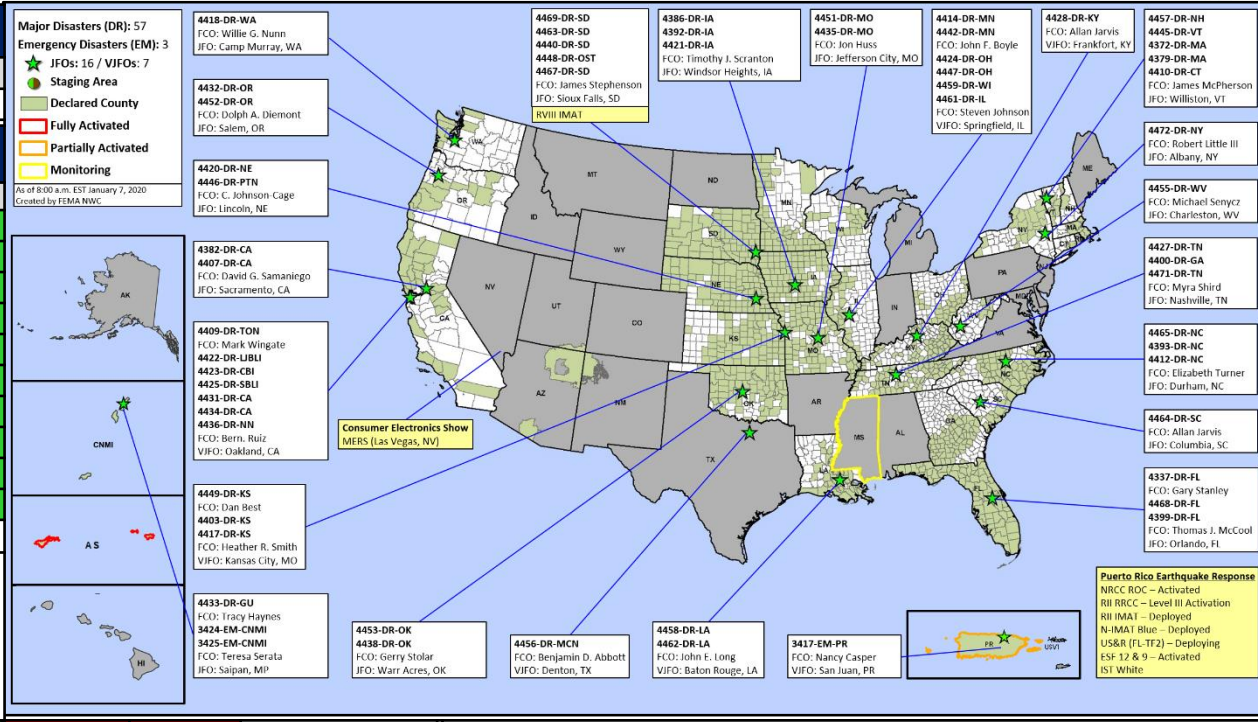 Major Disasters (DR): 57
Emergency Disasters (EM): 3
JFOs: 16 / VJFOs: 7
Staging Area
Declared County
Fully Activated
Partially Activated
Monitoring
As of 8:00 a.m. EST January 7, 2020
Created by FEMA NWC
4418-DR-WA
FCO: Willie G. Nunn
JFO: Camp Murray, WA
4432-DR-OR
4452-DR-OR
FCO: Dolph A. Diemont
JFO: Salem, OR
4420-DR-NE
4446-DR-PTN
FCO: C. Johnson-Cage
JFO: Lincoln, NE
4382-DR-CA
4407-DR-CA
FCO: David G. Samaniego
JFO: Sacramento, CA
4409-DR-TON
FCO: Mark Wingate
4422-DR-LJBLI
4423-DR-CBI
4425-DR-SBLI
4431-DR-CA
4434-DR-CA
4436-DR-NN
FCO: Bern. Ruiz
VJFO: Oakland, CA
4449-DR-KS
FCO: Dan Best
4403-DR-KS
4417-DR-KS
FCO: Heather R. Smith
VJFO: Kansas City, MO
4433-DR-GU
FCO: Tracy Haynes
3424-EM-CNMI
3425-EM-CNMI
FCO: Teresa Serata
JFO: Saipan, MP
4469-DR-SD
4463-DR-SD
4440-DR-SD
4448-DR-OST
4467-DR-SD
FCO: James Stephenson
JFO: Sioux Falls, SD
RVIII IMAT
4386-DR-IA
4392-DR-IA
4421-DR-IA
FCO: Timothy J. Scranton
JFO: Windsor Heights, IA
4451-DR-MO
4435-DR-MO
FCO: Jon Huss
JFO: Jefferson City, MO
4414-DR-MN
4442-DR-MN
FCO: John F. Boyle
4424-DR-OH
4447-DR-OH
4459-DR-WI
4461-DR-IL
FCO: Steven Johnson
VJFO: Springfield, IL
4428-DR-KY
FCO: Allan Jarvis
VJFO: Frankfort, KY
4457-DR-NH
4445-DR-VT
4372-DR-MA
4379-DR-MA
4410-DR-CT
FCO: James McPherson
JFO: Williston, VT
4472-DR-NY
FCO: Robert Little III
JFO: Albany, NY
4455-DR-WV
FCO: Michael Senycz
JFO: Charleston, WV
4427-DR-TN
4400-DR-GA
4471-DR-TN
FCO: Myra Shird
JFO: Nashville, TN
4465-DR-NC
4393-DR-NC
4412-DR-NC
FCO: Elizabeth Turner
JFO: Durham, NC
4464-DR-SC
FCO: Allan Jarvis
JFO: Columbia, SC
4337-DR-FL
FCO: Gary Stanley
4468-DR-FL
4399-DR-FL
FCO: Thomas J. McCool
JFO: Orlando, FL
Consumer Electronics Show
MERS (Las Vegas, NV)
4453-DR-OK
4438-DR-OK
FCO: Gerry Stolar
JFO: Warr Acres, OK
4456-DR-MCN
FCO: Benjamin D. Abbott
VJFO: Denton, TX
4458-DR-LA
4462-DR-LA
FCO: John E. Long
VJFO: Baton Rouge, LA
3417-EM-PR
FCO: Nancy Casper
VJFO: San Juan, PR
Puerto Rico Earthquake Response
NRCC ROC – Activated
RII RRCC – Level III Activation
RII IMAT – Deployed
N-IMAT Blue – Deployed
US&R (FL-TF2) – Deploying
ESF 12 & 9 – Activated
IST White
AK
CNMI
AS
HI
WA
MT
ND
MN
ME
OR
ID
SD
WI
MI
NY
NH
MA
CT
WY
NE
IA
PA
NJ
NV
UT
CO
KS
MO
IL
IN
OH
WV
VA
CA
AZ
NM
OK
AR
TN
NC
SC
MS
AL
GA
TX
LA
FL
PR
USVI